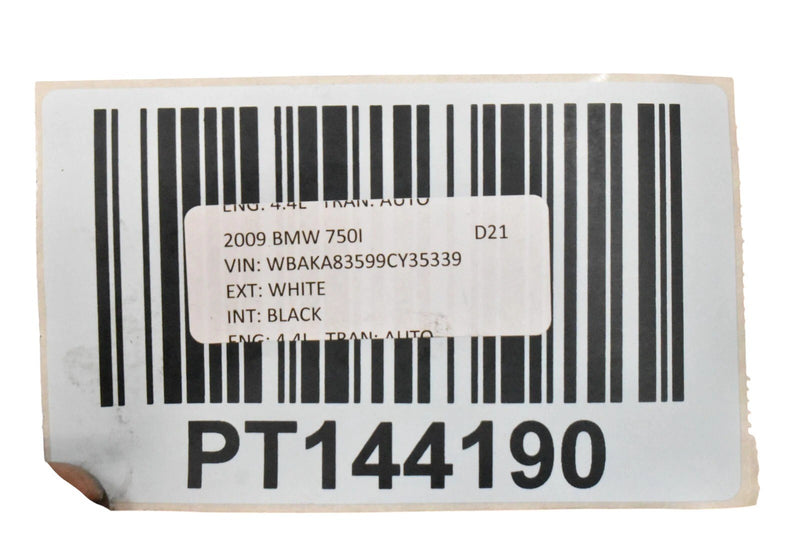 ENG: 4.4L TRAN: AUTO
2009 BMW 750I D21
VIN: WBAKA83599CY35339
EXT: WHITE
INT: BLACK
ENG: 4.4L TRAN: AUTO
PT144190